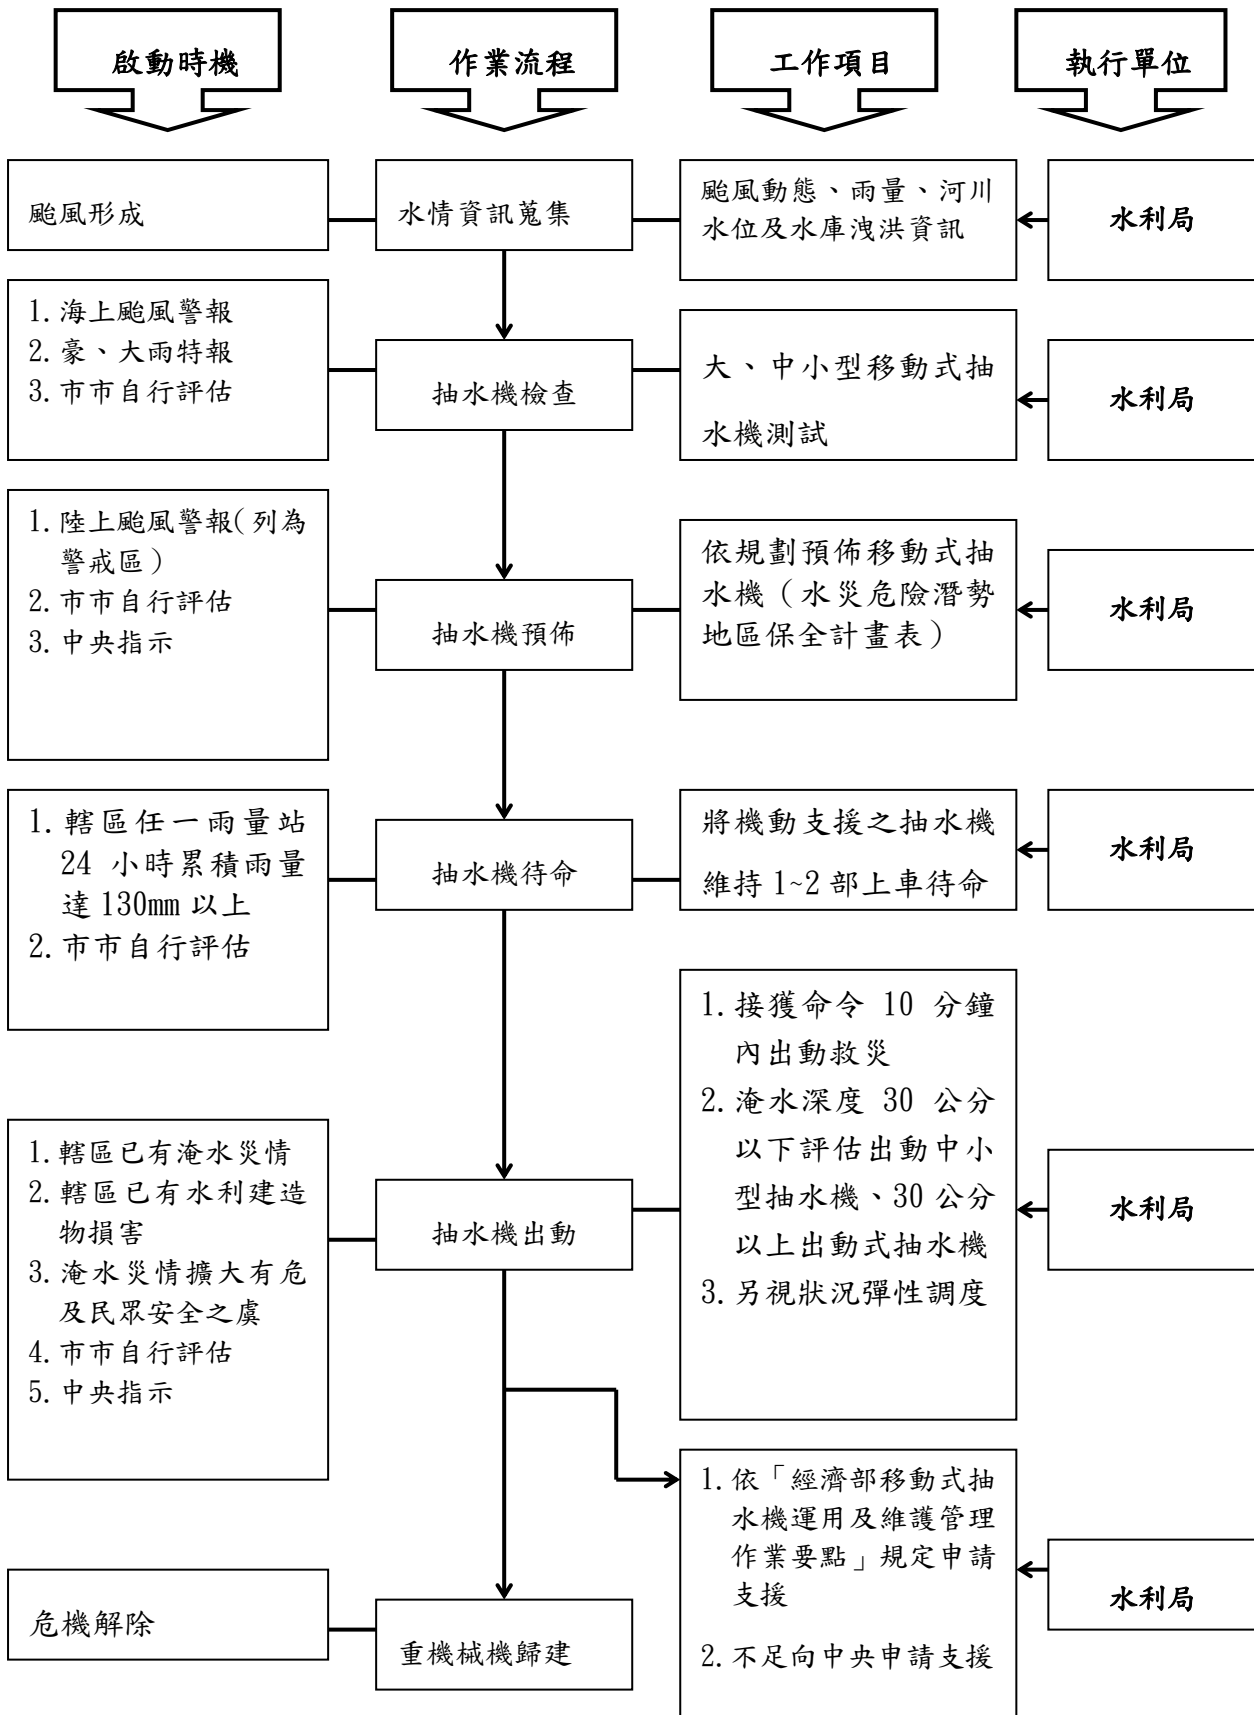 啟動時機
作業流程
工作項目
執行單位
颱風形成
水情資訊蒐集
颱風動態、雨量、河川
水位及水庫洩洪資訊
水利局
1.海上颱風警報
2.豪、大雨特報
3.市市自行評估
抽水機檢查
大、中小型移動式抽
水機測試
水利局
1.陸上颱風警報(列為
警戒區)
2.市市自行評估
3.中央指示
抽水機預佈
依規劃預佈移動式抽
水機(水災危險潛勢
地區保全計畫表)
水利局
1.轄區任一雨量站
24 小時累積雨量
達 130mm 以上
2.市市自行評估
抽水機待命
將機動支援之抽水機
維持 1~2 部上車待命
水利局
1.轄區已有淹水災情
2.轄區已有水利建造
物損害
3.淹水災情擴大有危
及民眾安全之虞
4.市市自行評估
5.中央指示
抽水機出動
1.接獲命令 10 分鐘
內出動救災
2.淹水深度 30 公分
以下評估出動中小
型抽水機、30 公分
以上出動式抽水機
3.另視狀況彈性調度
水利局
危機解除
重機械機歸建
1.依「經濟部移動式抽
水機運用及維護管理
作業要點」規定申請
支援
2.不足向中央申請支援
水利局